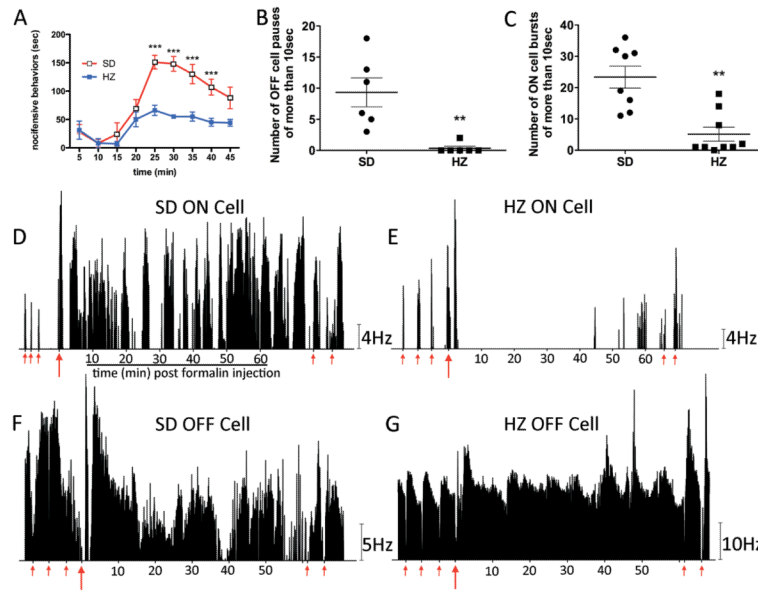 A
nocifensive behaviors (sec)
200
150
100
50
0
SD
HZ
***
***
***
***
5 10 15 20 25 30 35 40 45
time (min)
B
Number of OFF cell pauses
of more than 10sec
20
15
10
5
0
**
SD HZ
C
Number of ON cell bursts
of more than 10sec
40
30
20
10
0
**
SD HZ
D
SD ON Cell
4Hz
10 20 30 40 50 60
time (min) post formalin injection
E
HZ ON Cell
4Hz
10 20 30 40 50 60
F
SD OFF Cell
5Hz
10 20 30 40 50
G
HZ OFF Cell
10Hz
10 20 30 40 50